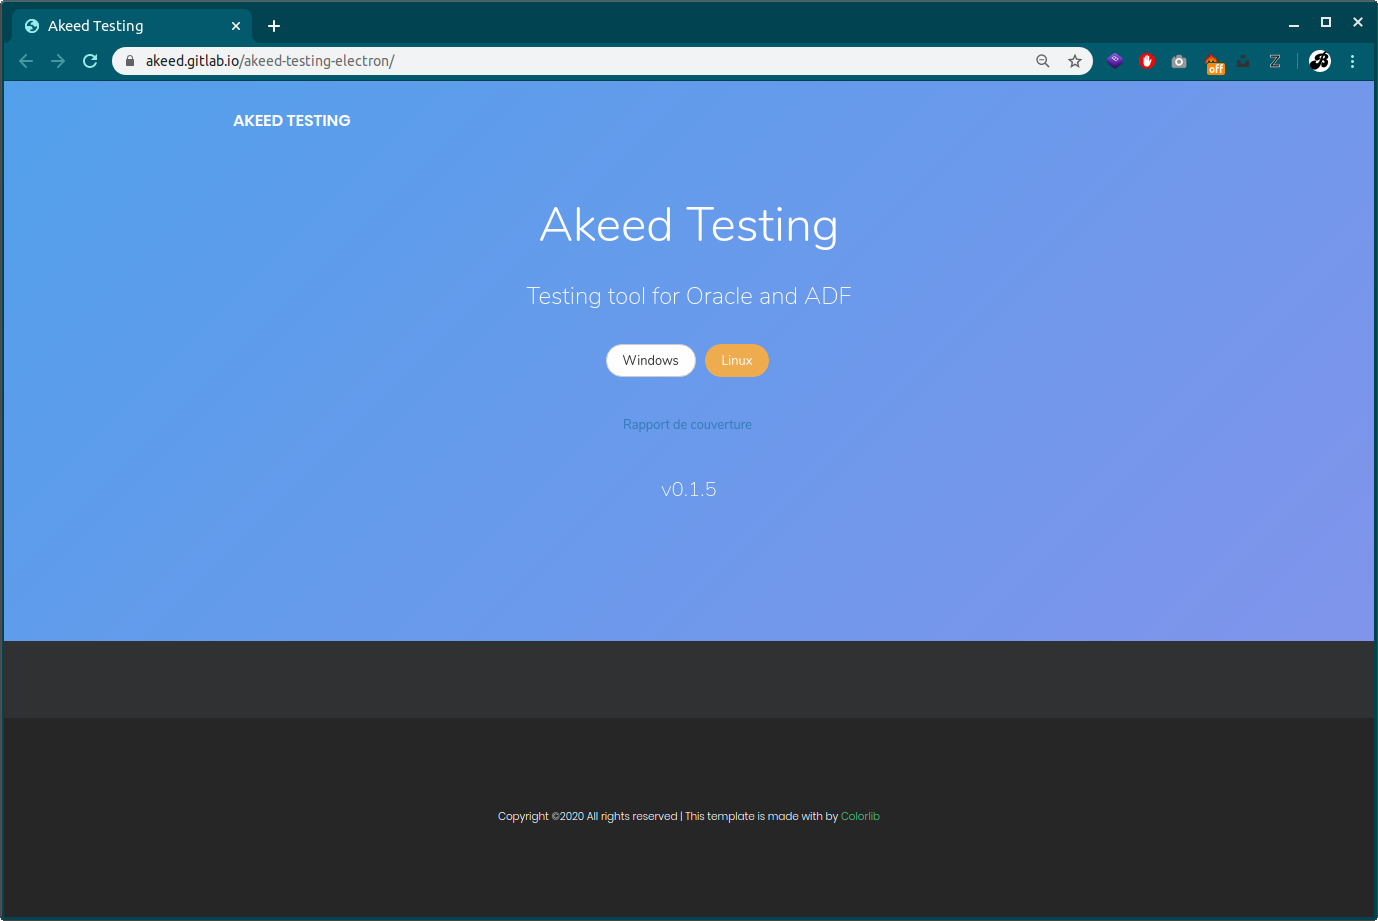 Akeed Testing
akeed.gitlab.io/akeed-testing-electron/
off
Z
B
AKEED TESTING
Akeed Testing
Testing tool for Oracle and ADF
Windows Linux
Rapport de couverture
v0.1.5
Copyright ©2020 All rights reserved | This template is made with by Colorlib